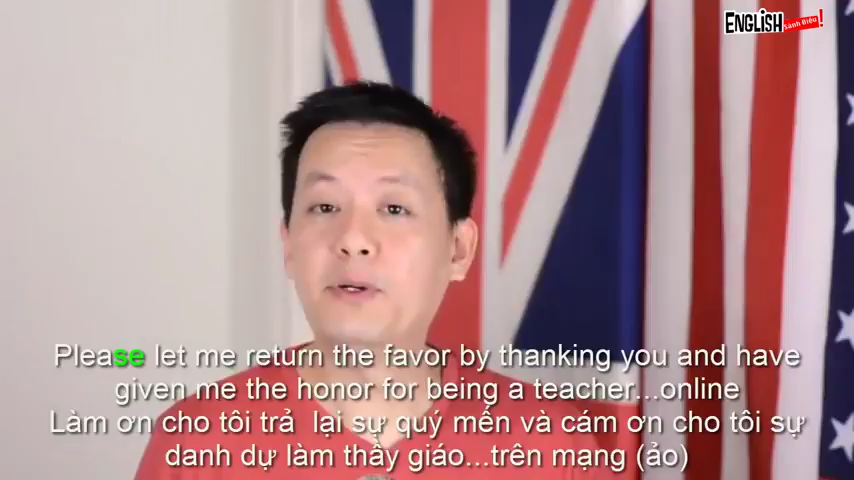 ENGLISH Sành Điệu!
Please let me return the favor by thanking you and have
given me the honor for being a teacher...online
Làm ơn cho tôi trả lại sự quý mến và cám ơn cho tôi sự
danh dự làm thầy giáo...trên mạng (ảo)